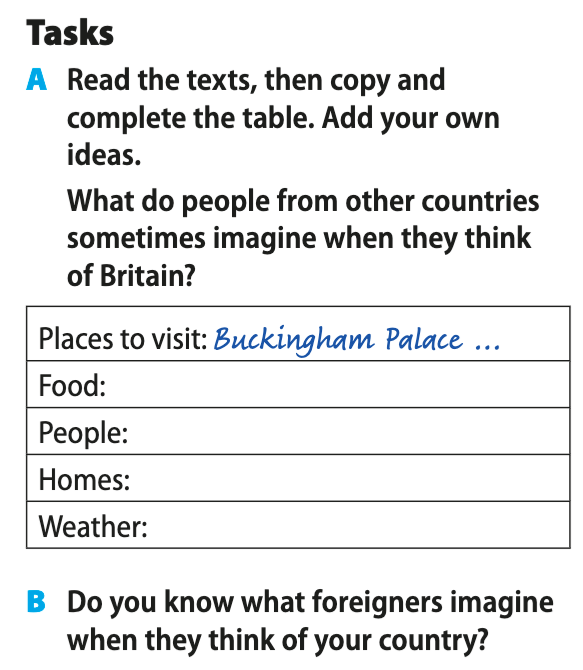 Tasks
A Read the texts, then copy and
complete the table. Add your own
ideas.
What do people from other countries
sometimes imagine when they think
of Britain?
Places to visit: Buckingham Palace ...
Food:
People:
Homes:
Weather:
B Do you know what foreigners imagine
when they think of your country?